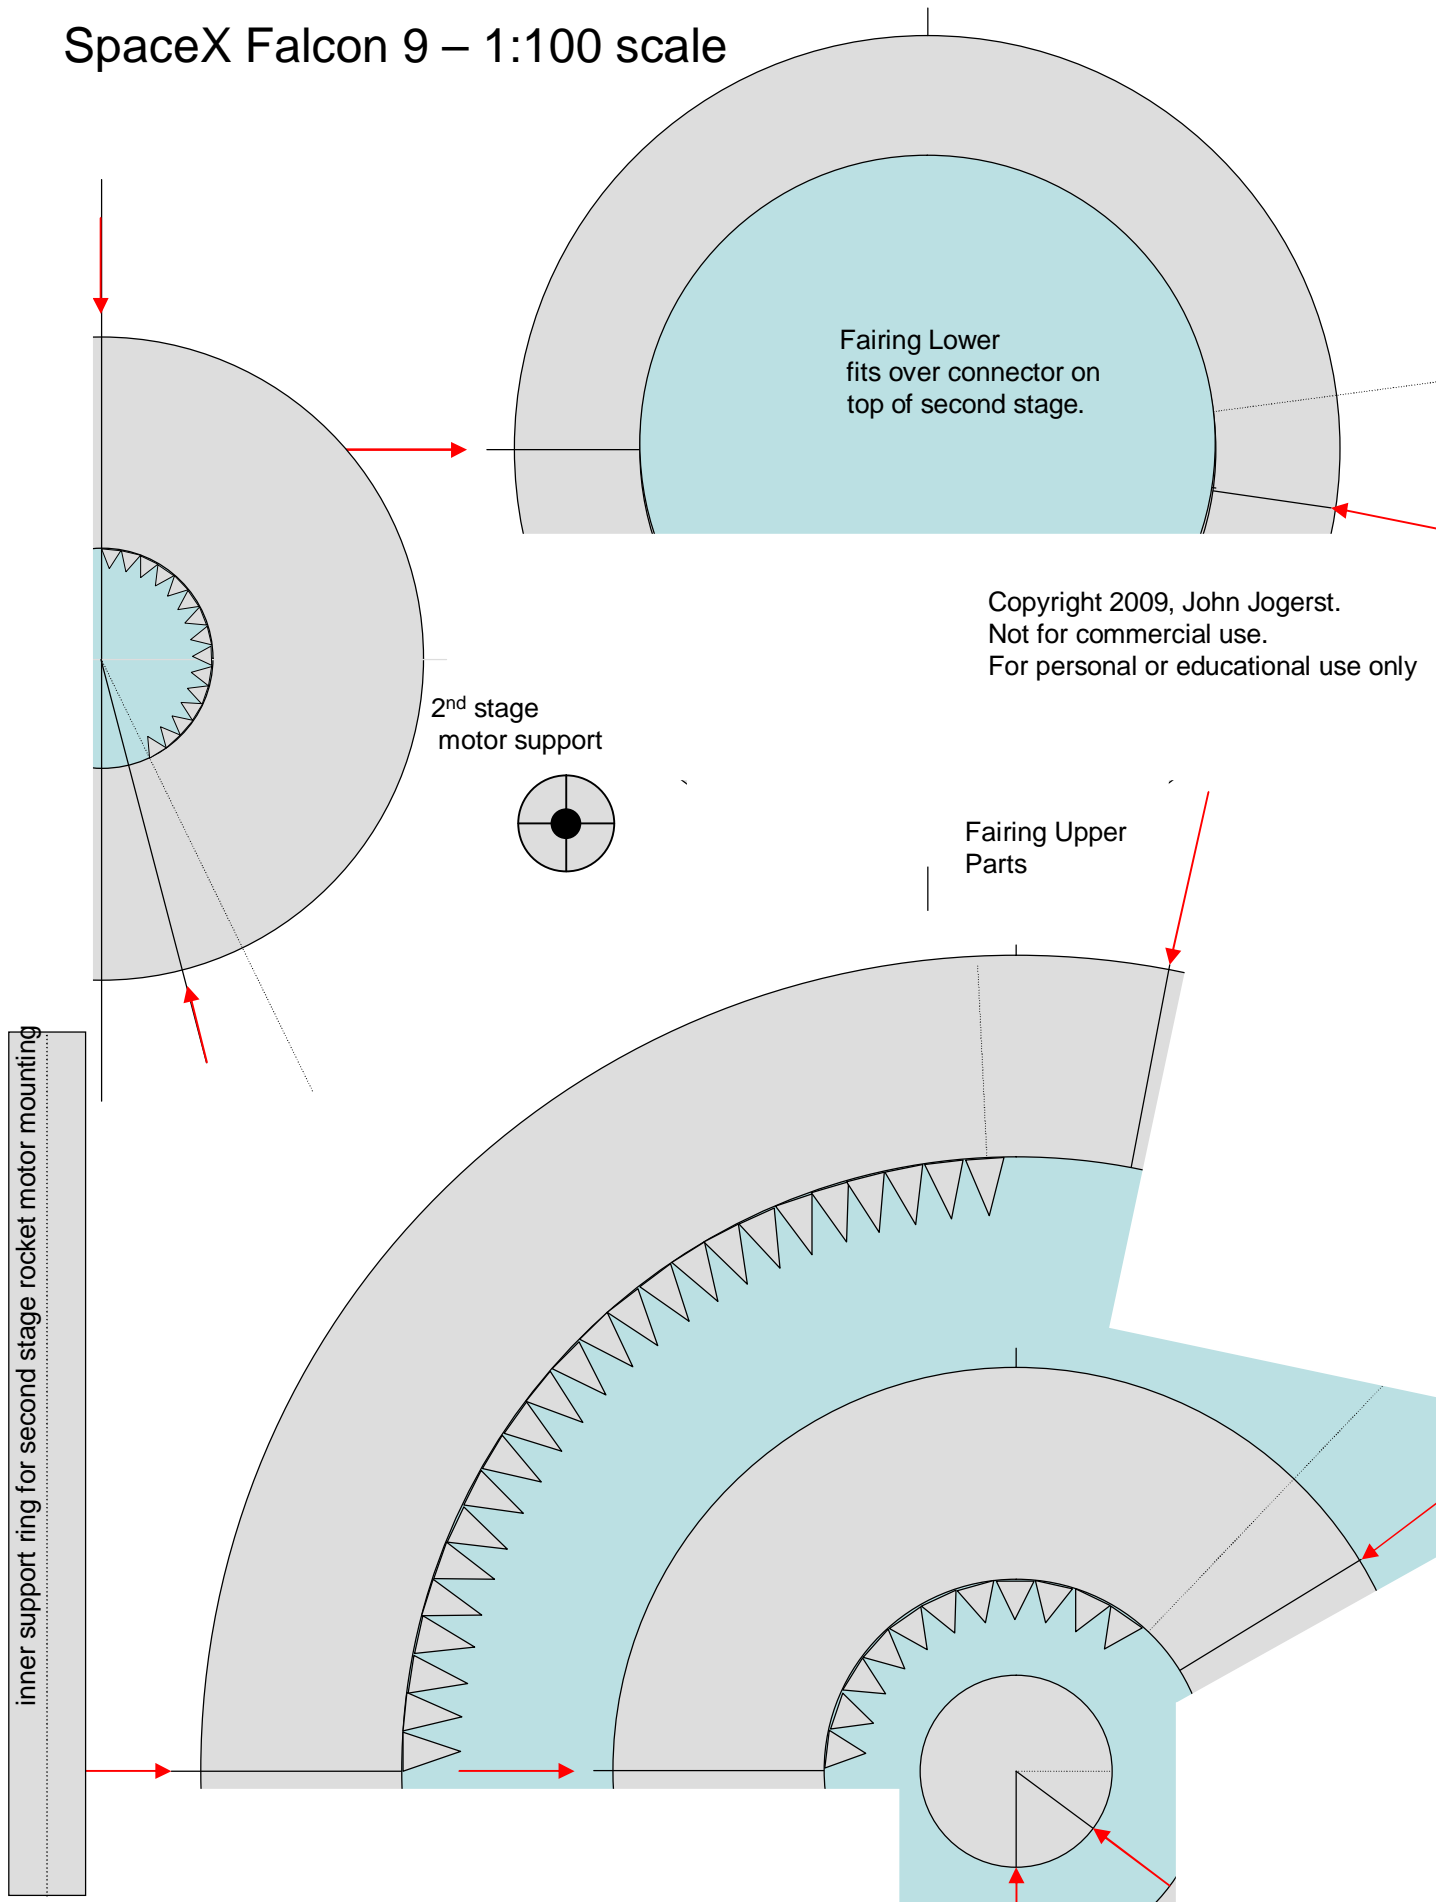 SpaceX Falcon 9 – 1:100 scale
Fairing Lower
fits over connector on
top of second stage.
Copyright 2009, John Jogerst.
Not for commercial use.
For personal or educational use only
2nd stage
motor support
Fairing Upper
Parts
inner support ring for second stage rocket motor mounting